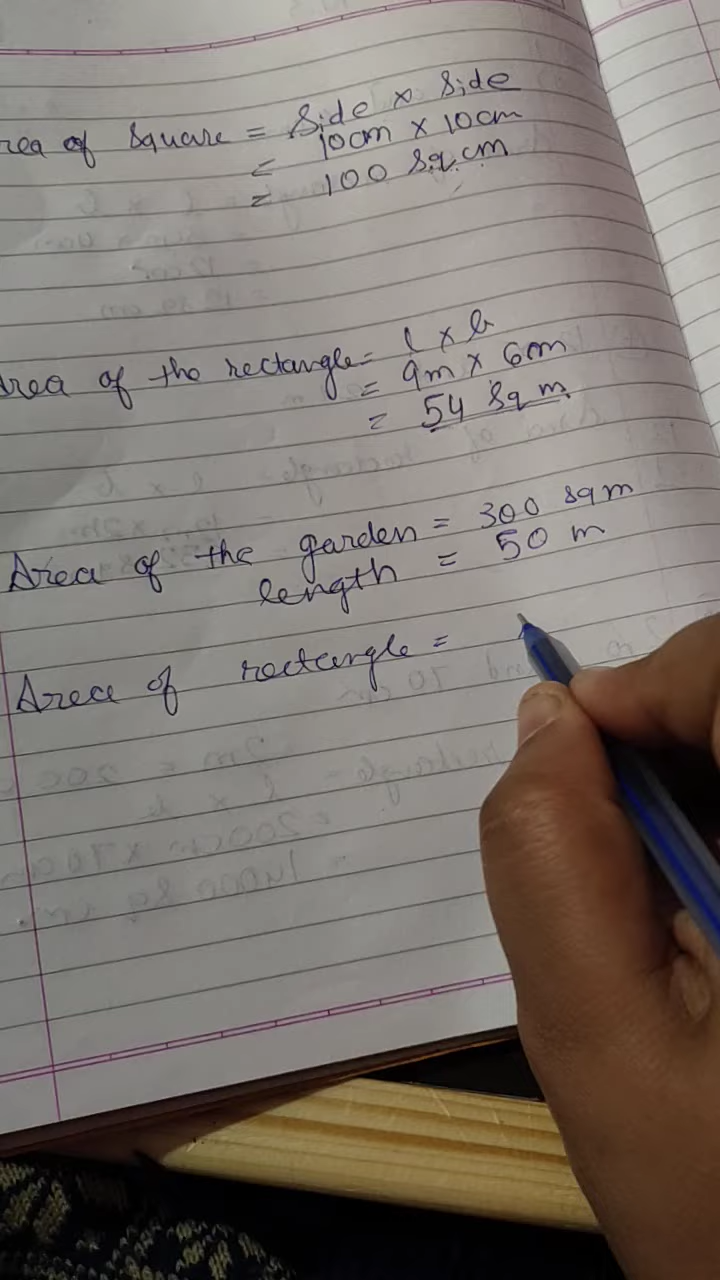 rea of square = Side × Side
= 10cm × 10cm
= 100 Sq cm
Area of the rectangle = l × b
= 9m × 6m
= 54 Sq m
Area of the garden = 300 sqm
length = 50 m
Area of rectangle =